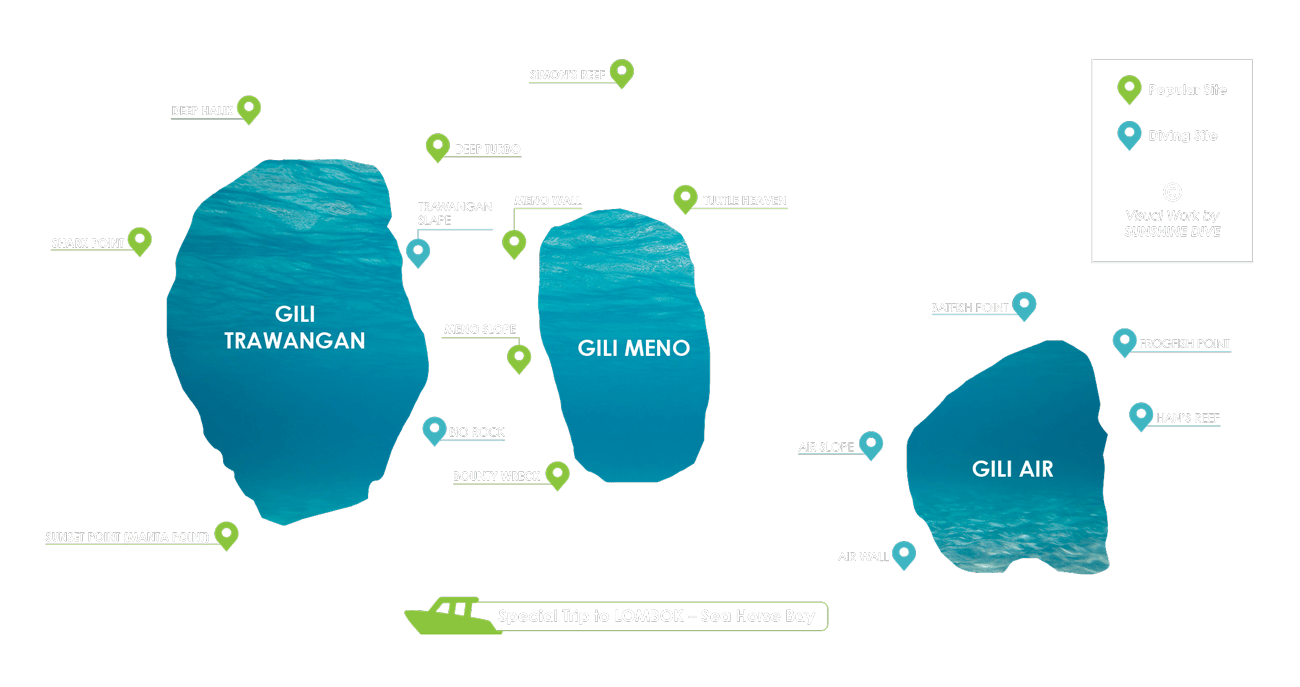 SIMON'S REEF
DEEP HALIK
DEEP TURBO
TRAWANGAN
SLAPE
MENO WALL
TURTLE HEAVEN
SHARK POINT
GILI
TRAWANGAN
MENO SLOPE
GILI MENO
BIO ROCK
BOUNTY WRECK
SUNSET POINT (MANTA POINT)
Popular Site
Diving Site
©
Visual Work by
SUNSHINE DIVE
BATFISH POINT
FROGFISH POINT
HAN'S REEF
AIR SLOPE
GILI AIR
AIR WALL
Special Trip to LOMBOK – Sea Horse Bay